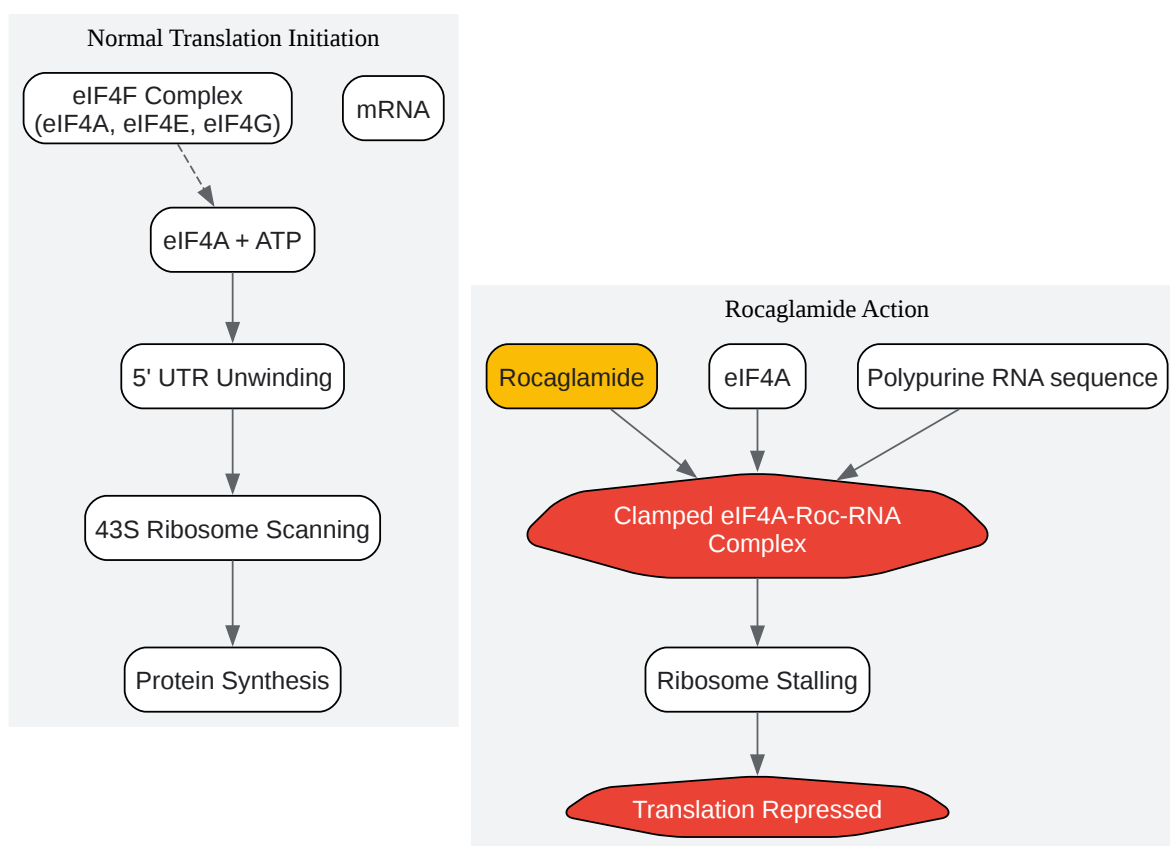 Normal Translation Initiation
eIF4F Complex
(eIF4A, eIF4E, eIF4G)
mRNA
eIF4A + ATP
5' UTR Unwinding
43S Ribosome Scanning
Protein Synthesis
Rocaglamide Action
Rocaglamide
eIF4A
Polypurine RNA sequence
Clamped eIF4A-Roc-RNA
Complex
Ribosome Stalling
Translation Repressed